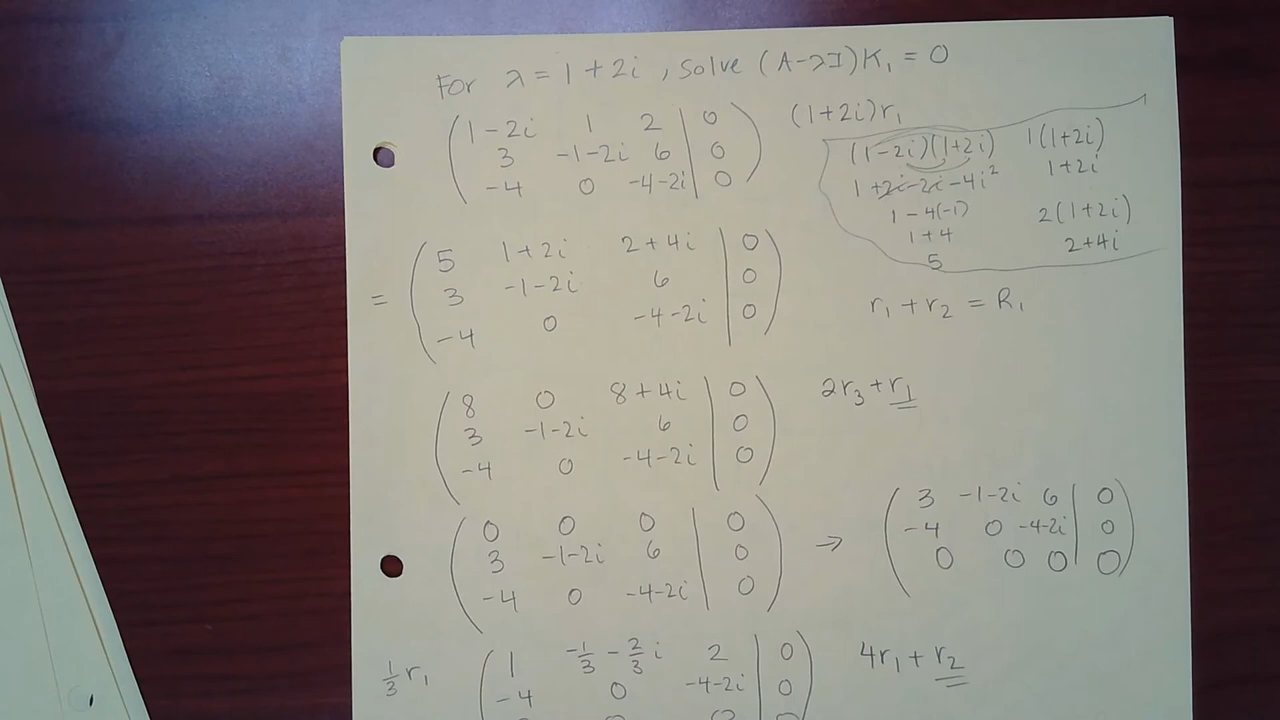 For λ = 1 + 2i , solve (A-λI)K₁ = 0
1-2i 1 2 | 0 (1+2i)r₁
3 -1-2i 6 | 0
-4 0 -4-2i | 0
(1-2i)(1+2i) 1(1+2i)
1+2i-2i-4i² 1+2i
1-4(-1) 2(1+2i)
1+4 2+4i
5
5 1+2i 2+4i | 0
= 3 -1-2i 6 | 0 r₁ + r₂ = R₁
-4 0 -4-2i | 0
8 0 8+4i | 0 2r₃ + r₁
3 -1-2i 6 | 0
-4 0 -4-2i | 0
0 0 0 | 0
3 -1-2i 6 | 0 →
-4 0 -4-2i | 0
3 -1-2i 6 | 0
-4 0 -4-2i | 0
0 0 0 | 0
1/3 r₁ 1 -1/3 - 2/3 i 2 | 0 4r₁ + r₂
-4 0 -4-2i | 0